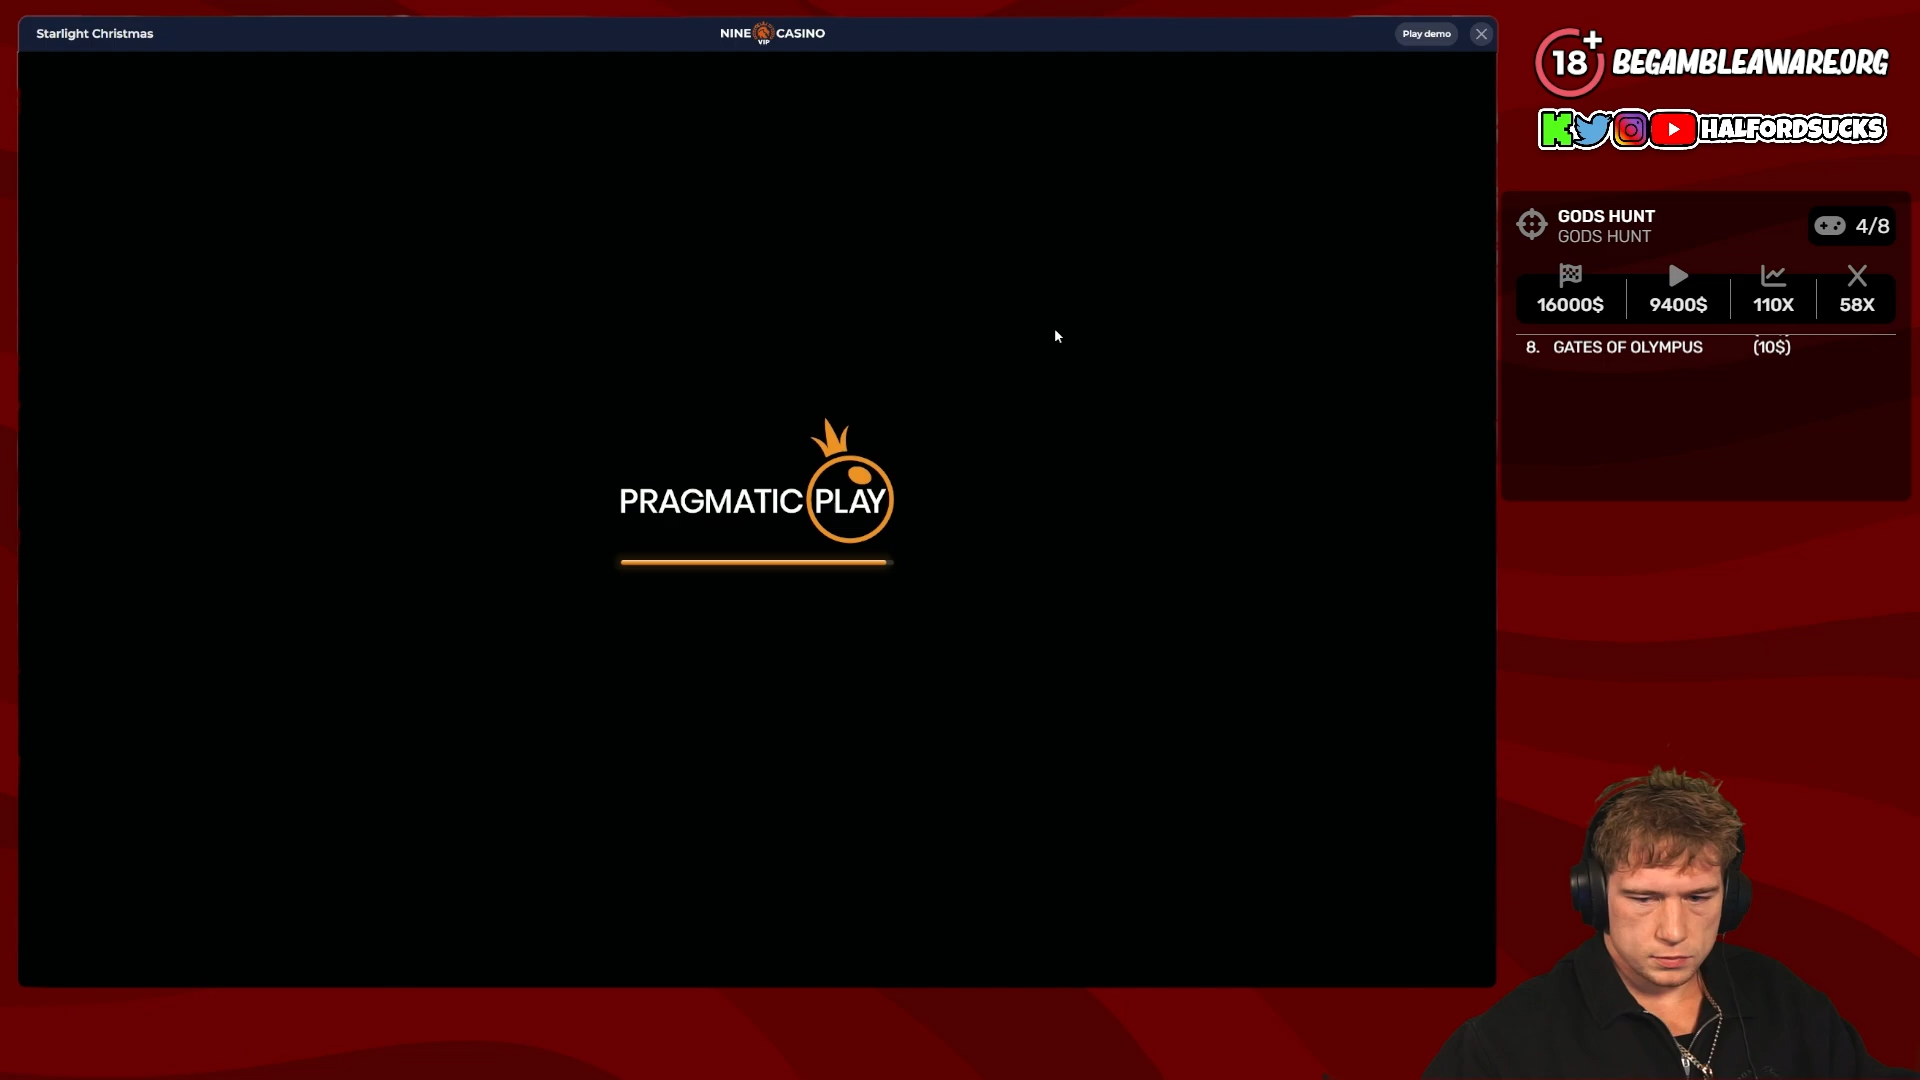 Starlight Christmas
NINE CASINO
VIP
Play demo
18+ BEGAMBLEAWARE.ORG
HALFORDSUCKS
GODS HUNT
GODS HUNT
4/8
16000$ 9400$ 110X 58X
8. GATES OF OLYMPUS (10$)
PRAGMATIC PLAY